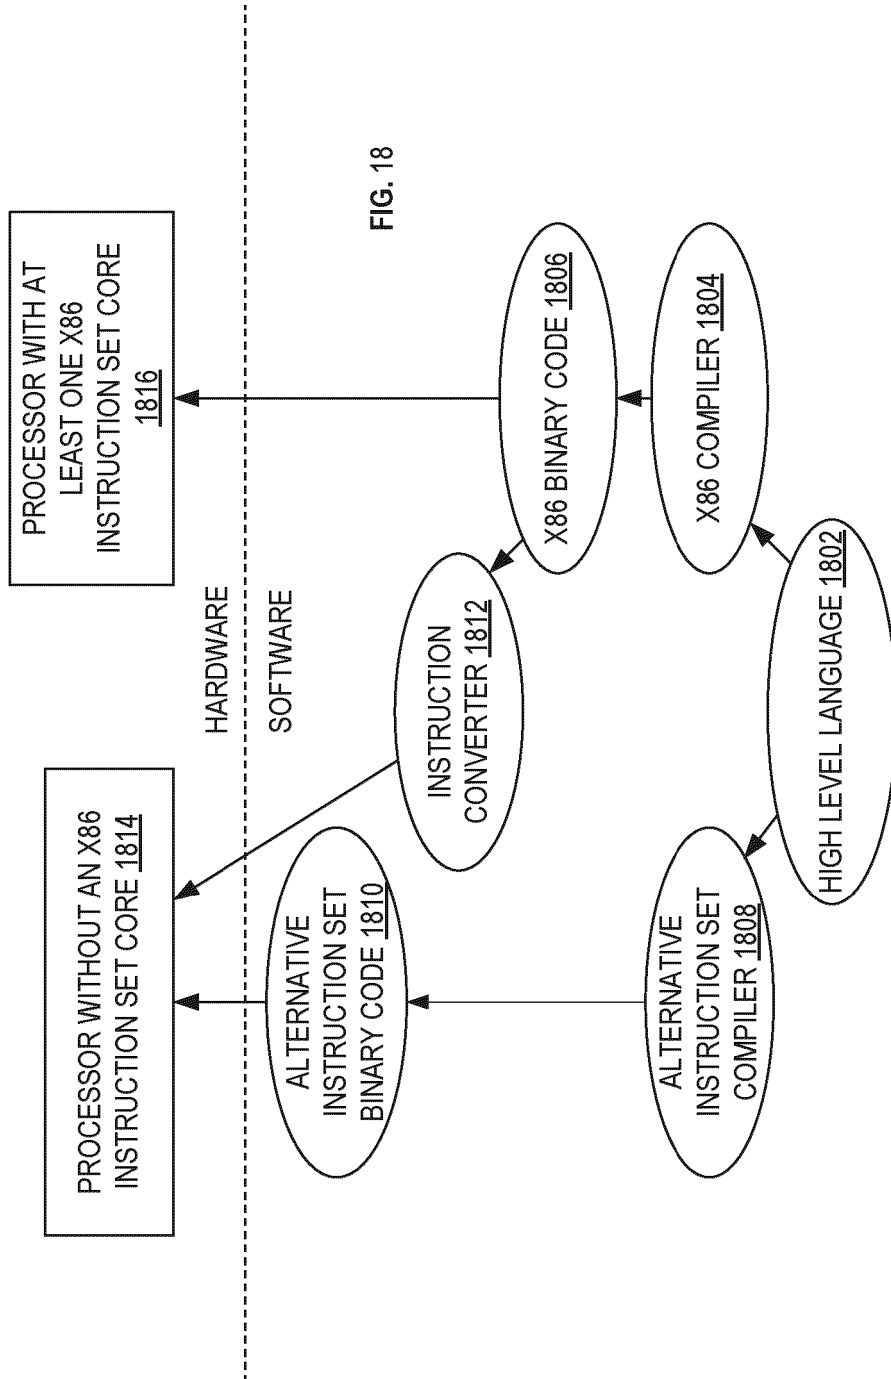 PROCESSOR WITHOUT AN X86
INSTRUCTION SET CORE 1814
PROCESSOR WITH AT
LEAST ONE X86
INSTRUCTION SET CORE
1816
HARDWARE
SOFTWARE
ALTERNATIVE
INSTRUCTION SET
BINARY CODE 1810
INSTRUCTION
CONVERTER 1812
FIG. 18
X86 BINARY CODE 1806
ALTERNATIVE
INSTRUCTION SET
COMPILER 1808
X86 COMPILER 1804
HIGH LEVEL LANGUAGE 1802